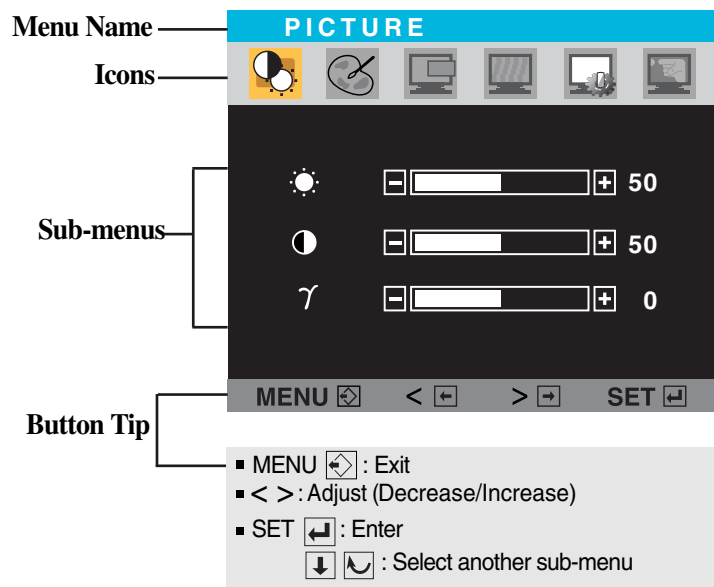 Menu Name
PICTURE
Icons
50
Sub-menus
50
γ
0
MENU < > SET
Button Tip
MENU : Exit
< > : Adjust (Decrease/Increase)
SET : Enter
: Select another sub-menu